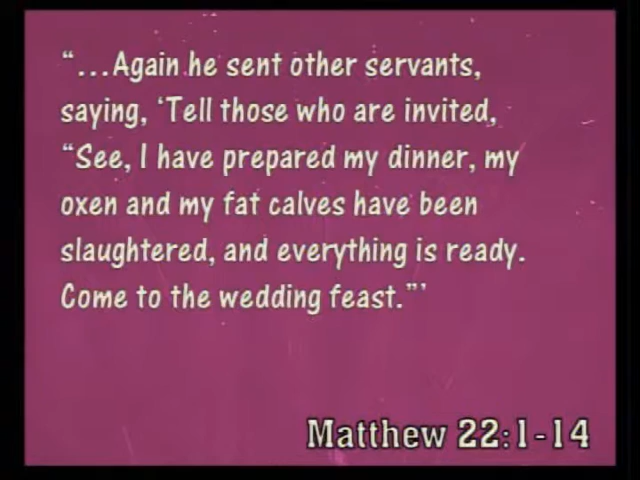 “...Again he sent other servants,
saying, ‘Tell those who are invited,
“See, I have prepared my dinner, my
oxen and my fat calves have been
slaughtered, and everything is ready.
Come to the wedding feast.”’
Matthew 22:1-14